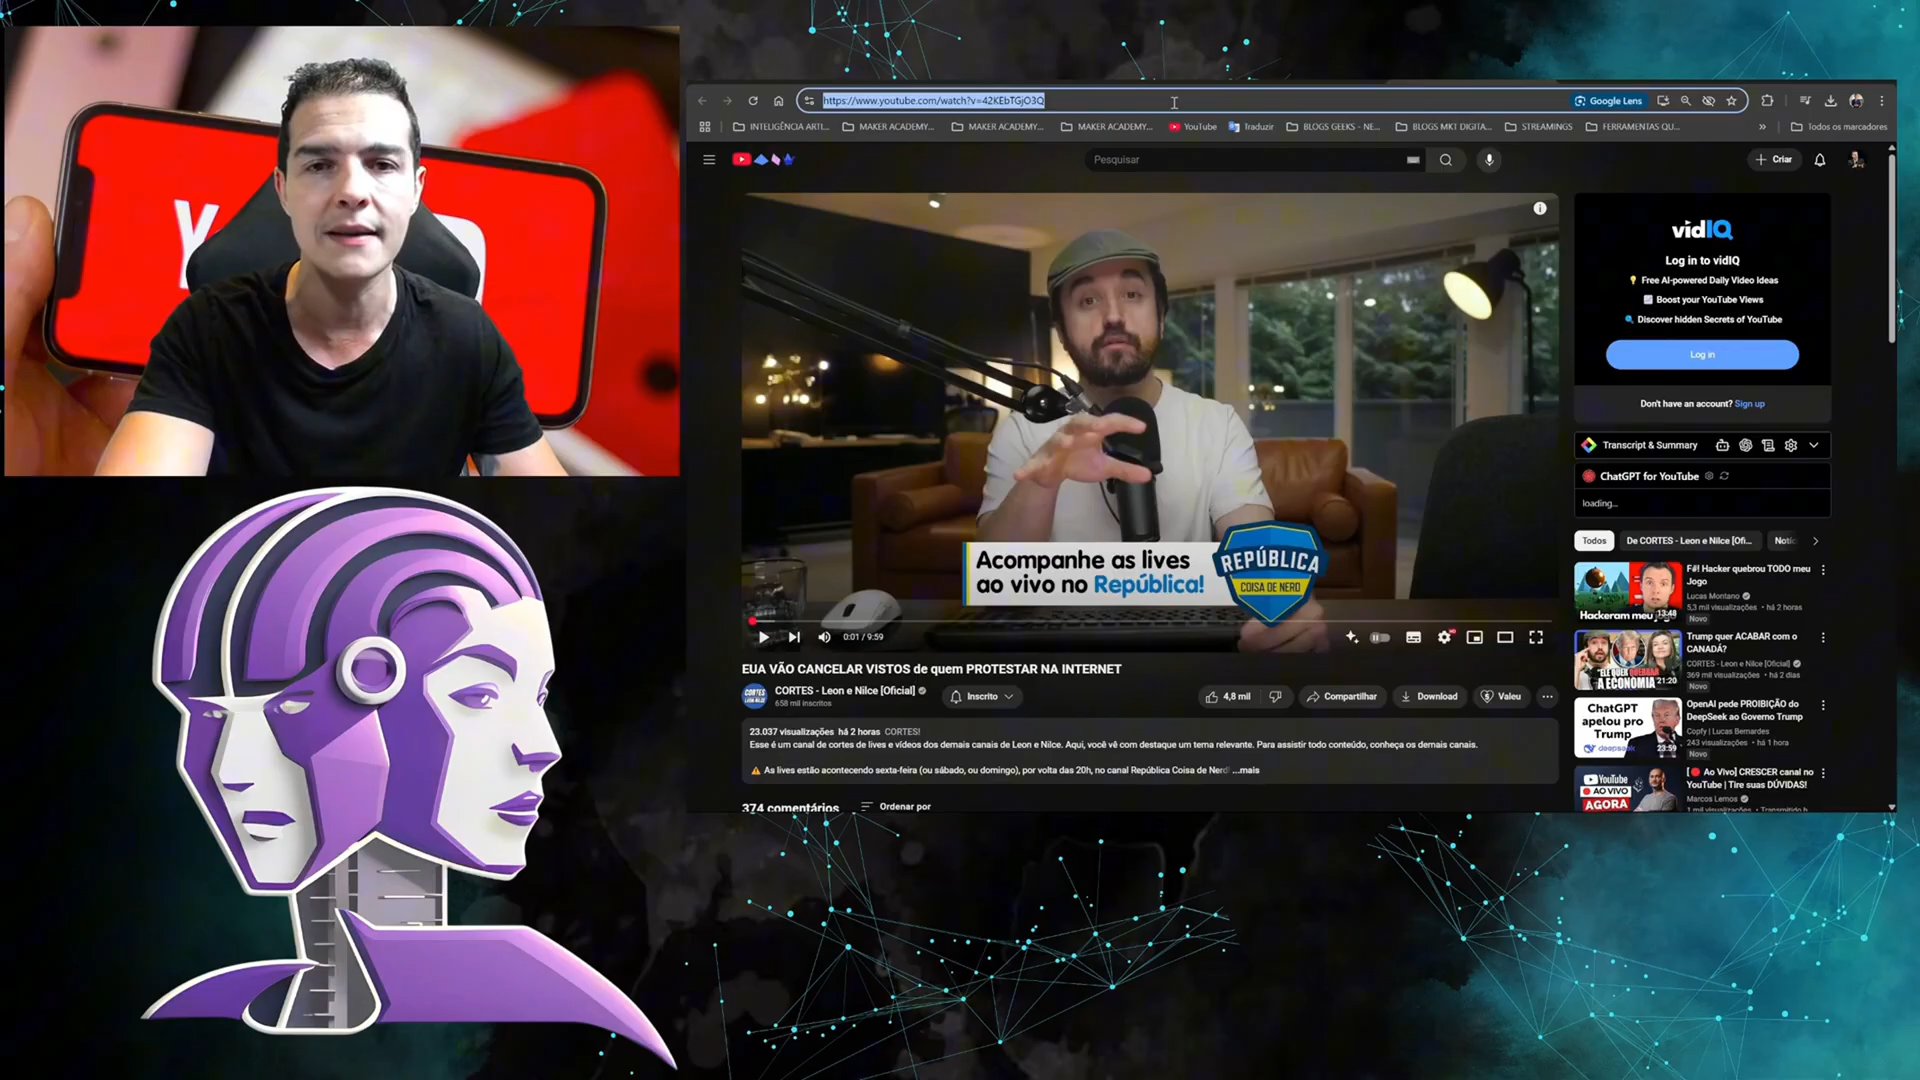 Y
https://www.youtube.com/watch?v=42KEbTGjO3Q
Google Lens
INTELIGÊNCIA ARTI...
MAKER ACADEMY...
MAKER ACADEMY...
MAKER ACADEMY...
YouTube
Traduzir
BLOGS GEEKS - NE...
BLOGS MKT DIGITA...
STREAMINGS
FERRAMENTAS QU...
Todos os marcadores
Pesquisar
Criar
Acompanhe as lives
ao vivo no República!
REPÚBLICA
COISA DE NERD
0:01 / 9:59
EUA VÃO CANCELAR VISTOS de quem PROTESTAR NA INTERNET
CORTES - Leon e Nilce [Oficial]
658 mil inscritos
Inscrito
4,8 mil
Compartilhar
Download
Valeu
23.037 visualizações há 2 horas CORTES!
Esse é um canal de cortes de lives e vídeos dos demais canais de Leon e Nilce. Aqui, você vê com destaque um tema relevante. Para assistir todo conteúdo, conheça os demais canais.
As lives estão acontecendo sexta-feira (ou sábado, ou domingo), por volta das 20h, no canal República Coisa de Nerd ...mais
374 comentários
Ordenar por
vidIQ
Log in to vidIQ
Free AI-powered Daily Video Ideas
Boost your YouTube Views
Discover hidden Secrets of YouTube
Log in
Don't have an account? Sign up
Transcript & Summary
ChatGPT for YouTube
loading...
Todos
De CORTES - Leon e Nilce [Ofi...
Notíc
Hackeram meu
13:48
F#! Hacker quebrou TODO meu
Jogo
Lucas Montano
5,3 mil visualizações • há 2 horas
Novo
"ELE QUER QUEBRAR
A ECONOMIA
21:20
Trump quer ACABAR com o
CANADÁ?
CORTES - Leon e Nilce [Oficial]
369 mil visualizações • há 2 dias
Novo
ChatGPT
apelou pro
Trump
deepseek
23:59
OpenAI pede PROIBIÇÃO do
DeepSeek ao Governo Trump
Copfy | Lucas Bernardes
243 visualizações • há 1 hora
Novo
YouTube
AO VIVO
AGORA
[Ao Vivo] CRESCER canal no
YouTube | Tire suas DÚVIDAS!
Marcos Lemos